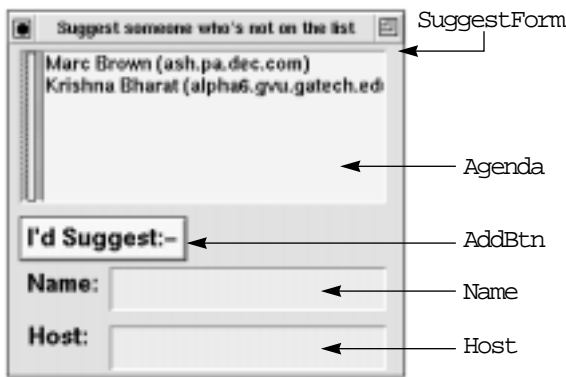 Suggest someone who's not on the list
SuggestForm
Marc Brown (ash.pa.dec.com)
Krishna Bharat (alpha6.gvu.gatech.ed
Agenda
I'd Suggest:-
AddBtn
Name:
Name
Host:
Host